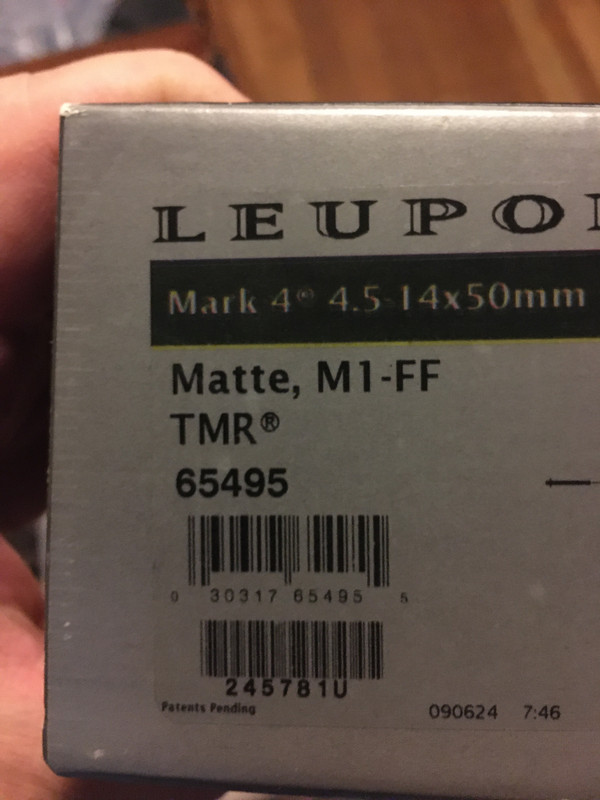 LEUPO
Mark 4® 4.5-14x50mm
Matte, M1-FF
TMR®
65495
0 30317 65495 5
245781U
Patents Pending
090624 7:46